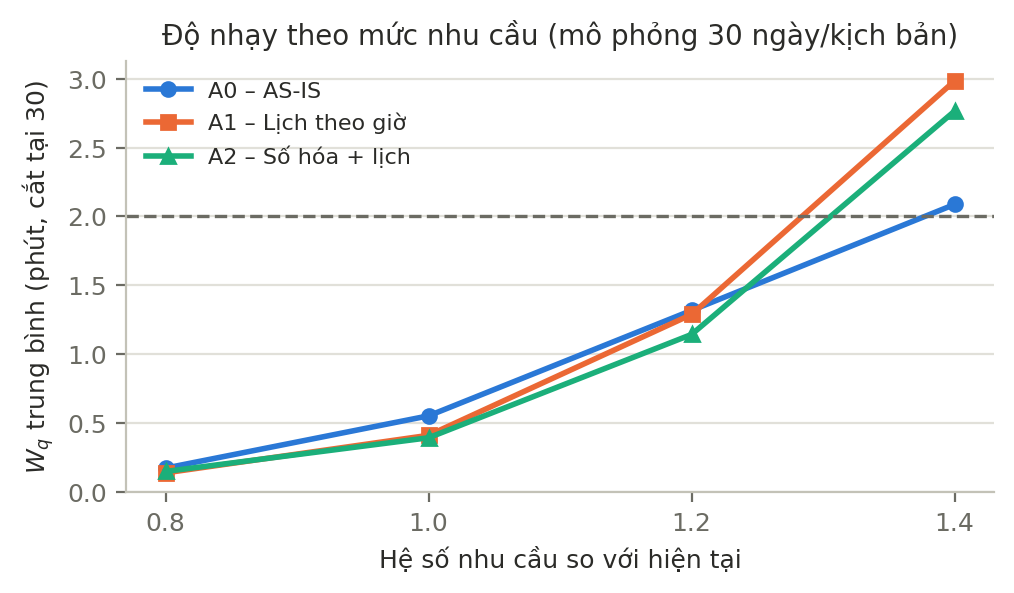 Độ nhạy theo mức nhu cầu (mô phỏng 30 ngày/kịch bản)
W_q trung bình (phút, cắt tại 30)
3.0
2.5
2.0
1.5
1.0
0.5
0.0
A0 – AS-IS
A1 – Lịch theo giờ
A2 – Số hóa + lịch
0.8 1.0 1.2 1.4
Hệ số nhu cầu so với hiện tại